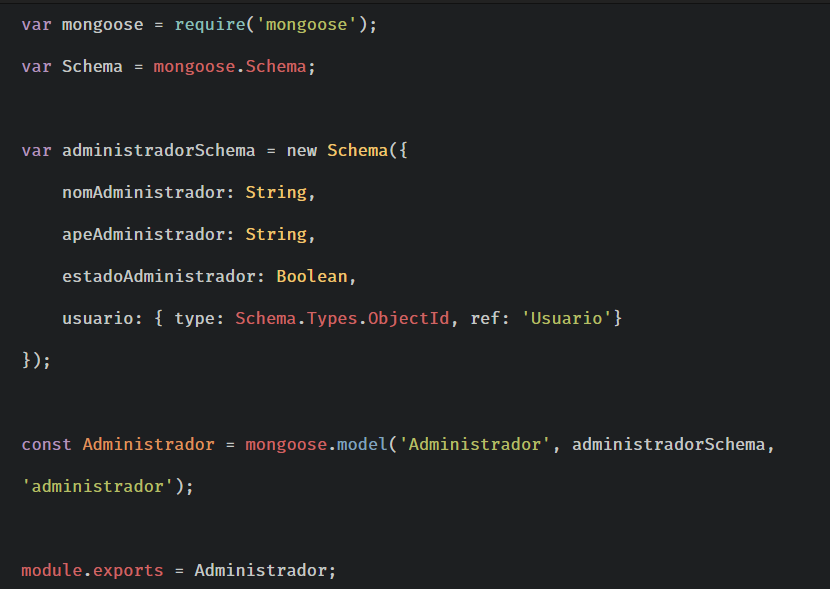 var mongoose = require('mongoose');
var Schema = mongoose.Schema;
var administradorSchema = new Schema({
    nomAdministrador: String,
    apeAdministrador: String,
    estadoAdministrador: Boolean,
    usuario: { type: Schema.Types.ObjectId, ref: 'Usuario'}
});
const Administrador = mongoose.model('Administrador', administradorSchema,
'administrador');
module.exports = Administrador;